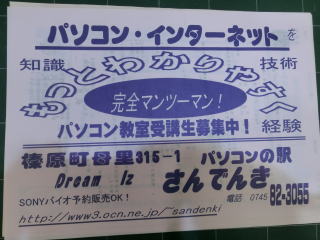 パソコン・インターネットを
知識 技術
もっとわかりやすく
完全マンツーマン！
パソコン教室受講生募集中！ 経験
榛原町母里315-1 パソコンの駅
Dream Iz さんでんき
SONYバイオ予約販売OK！ 電話 0745 82-3055
http://www3.ocn.ne.jp/~sandenki